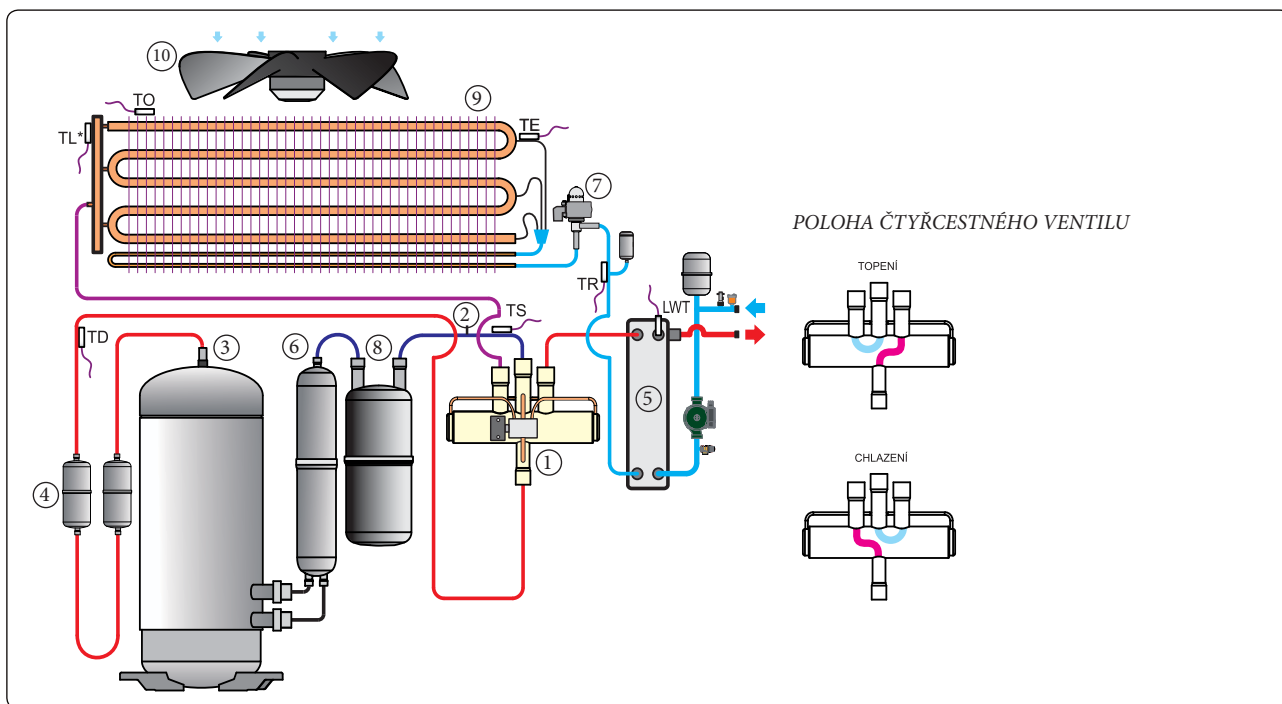 10
TO
9
TL*
TE
7
POLOHA ČTYŘCESTNÉHO VENTILU
TOPENÍ
TR
LWT
2
TS
TD
3
6
8
5
1
4
CHLAZENÍ